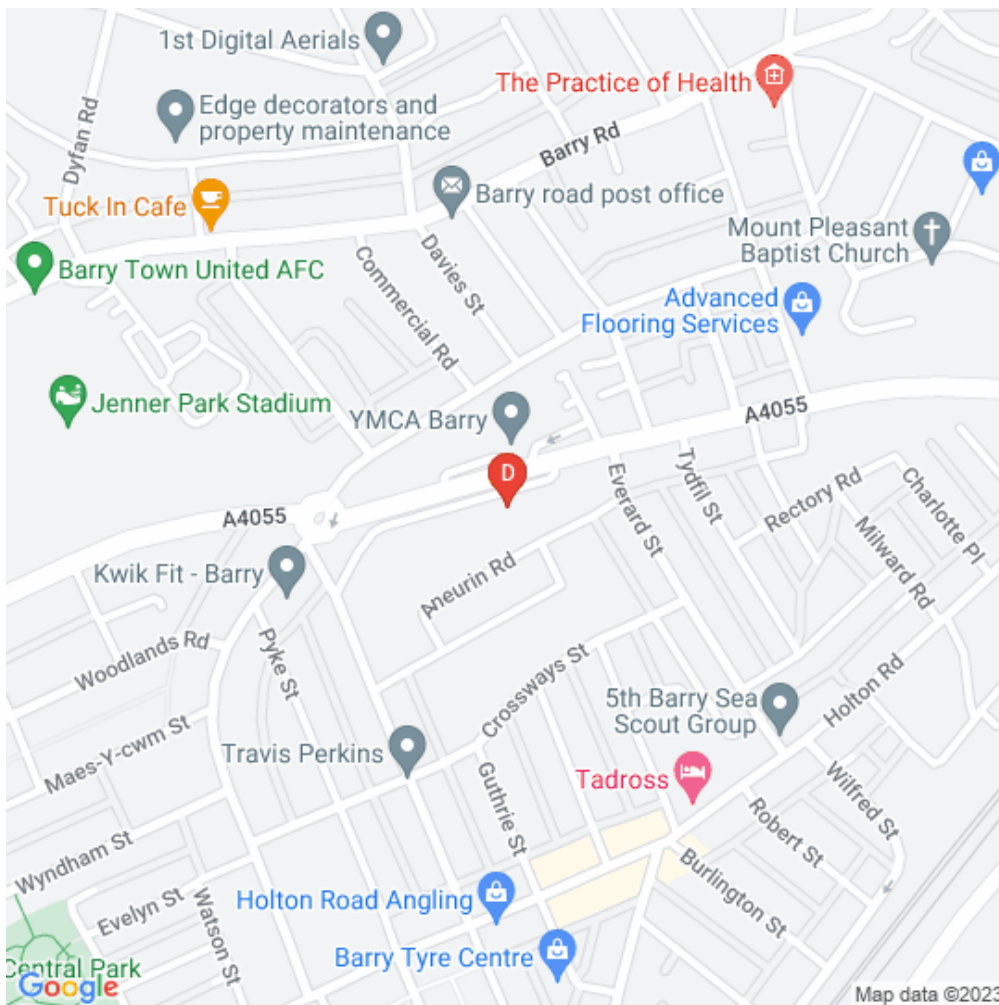 1st Digital Aerials
The Practice of Health
Edge decorators and
property maintenance
Dyfan Rd
Barry Rd
Tuck In Cafe
Barry road post office
Mount Pleasant
Baptist Church
Barry Town United AFC
Davies St
Commercial Rd
Advanced
Flooring Services
Jenner Park Stadium
YMCA Barry
A4055
D
A4055
Everard St
Tydfil St
Rectory Rd
Charlotte Pl
Milward Rd
Kwik Fit - Barry
Aneurin Rd
Woodlands Rd
Pyke St
Crossways St
5th Barry Sea
Scout Group
Holton Rd
Maes-Y-cwm St
Travis Perkins
Tadross
Guthrie St
Wilfred St
Robert St
Wyndham St
Burlington St
Evelyn St
Watson St
Holton Road Angling
Barry Tyre Centre
Central Park
Google
Map data ©2023